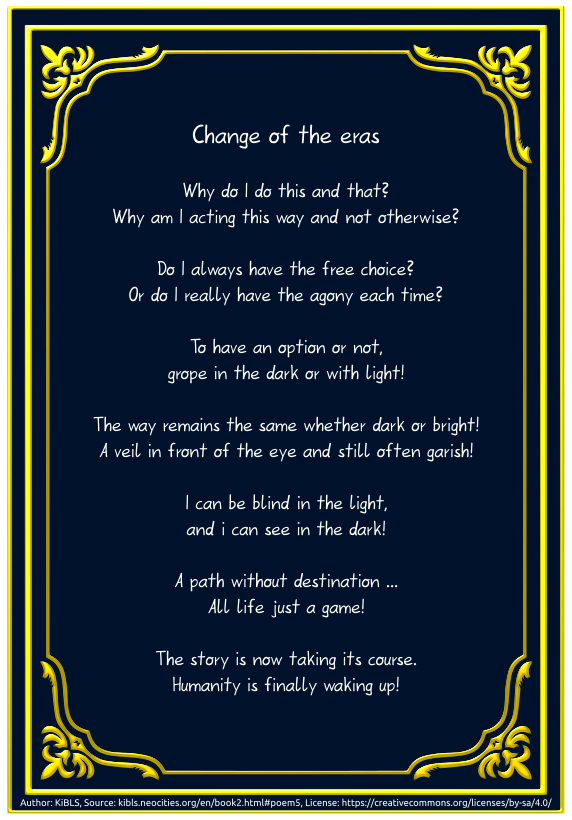 Change of the eras
Why do I do this and that?
Why am I acting this way and not otherwise?
Do I always have the free choice?
Or do I really have the agony each time?
To have an option or not,
grope in the dark or with light!
The way remains the same whether dark or bright!
A veil in front of the eye and still often garish!
I can be blind in the light,
and i can see in the dark!
A path without destination ...
All life just a game!
The story is now taking its course.
Humanity is finally waking up!
Author: KiBLS, Source: kibls.neocities.org/en/book2.html#poem5, License: https://creativecommons.org/licenses/by-sa/4.0/